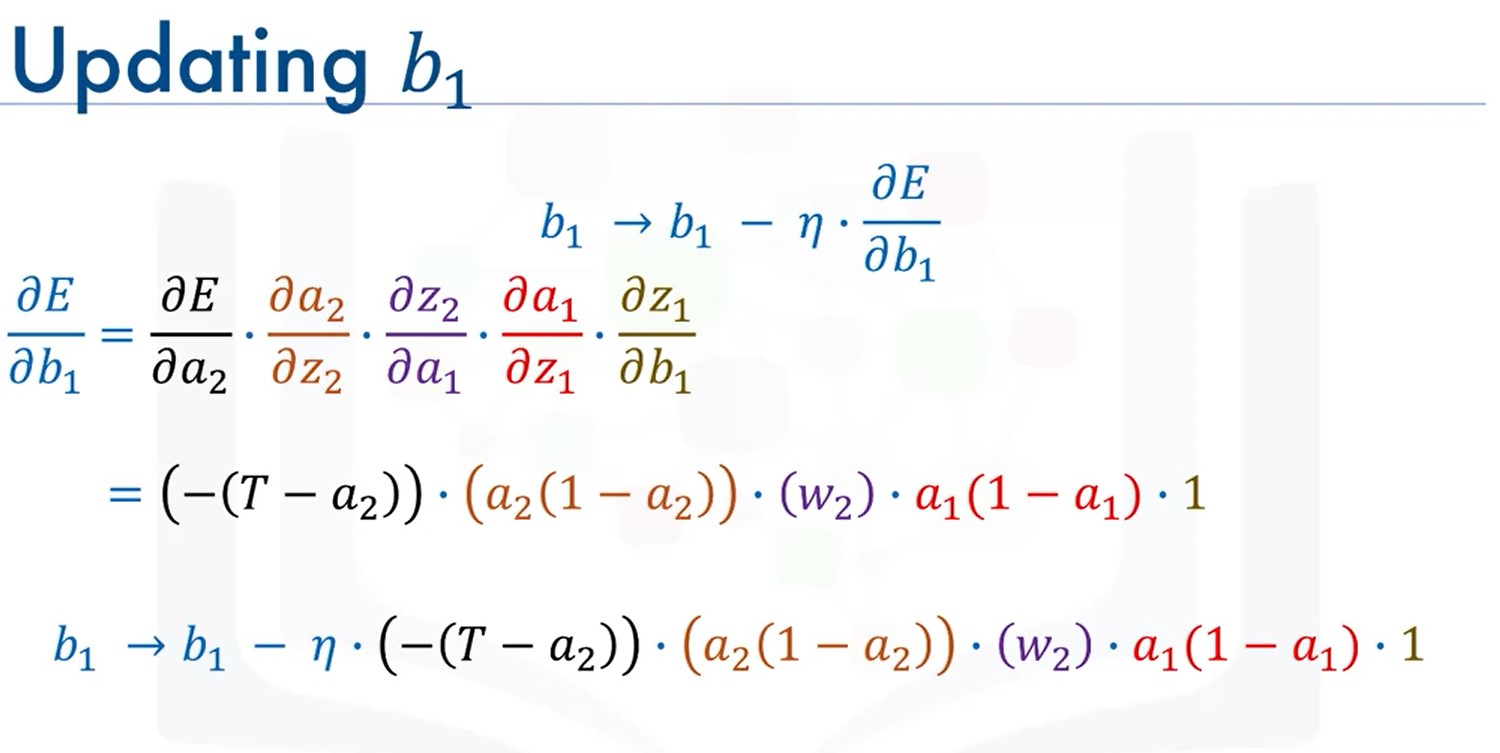 Updating b₁
b₁ → b₁ − η · ∂E/∂b₁
∂E/∂b₁ = ∂E/∂a₂ · ∂a₂/∂z₂ · ∂z₂/∂a₁ · ∂a₁/∂z₁ · ∂z₁/∂b₁
= (−(T − a₂)) · (a₂(1 − a₂)) · (w₂) · a₁(1 − a₁) · 1
b₁ → b₁ − η · (−(T − a₂)) · (a₂(1 − a₂)) · (w₂) · a₁(1 − a₁) · 1